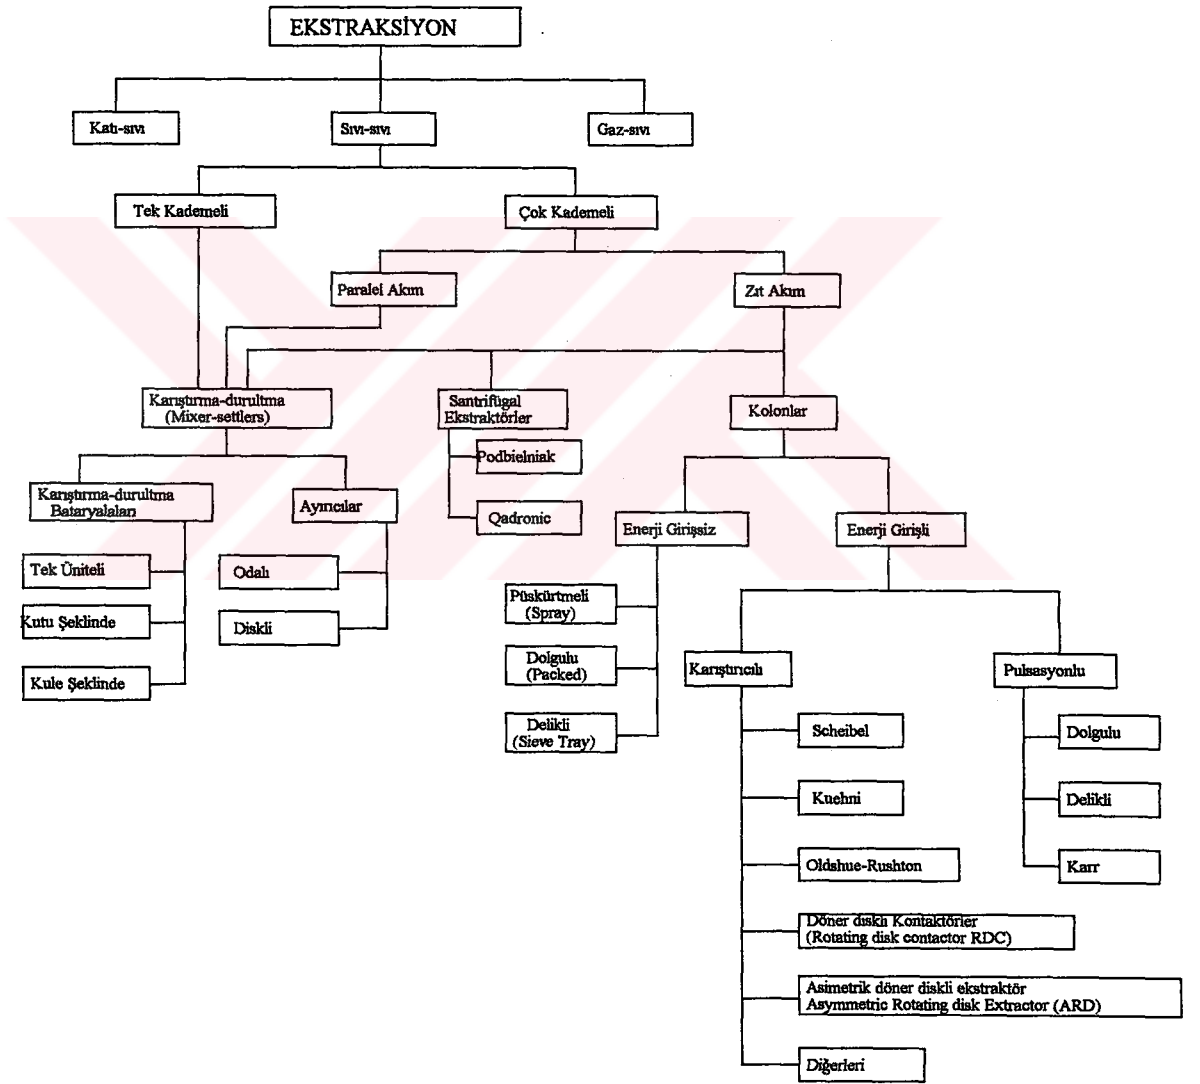 EKSTRAKSİYON
Katı-sıvı
Sıvı-sıvı
Gaz-sıvı
Tek Kademeli
Çok Kademeli
Paralel Akım
Zıt Akım
Karıştırma-durultma
(Mixer-settlers)
Santrifügal
Ekstraktörler
Kolonlar
Podbielniak
Qadronic
Karıştırma-durultma
Bataryalaları
Ayırıcılar
Tek Üniteli
Kutu Şeklinde
Kule Şeklinde
Odalı
Diskli
Enerji Girişsiz
Enerji Girişli
Püskürtmeli
(Spray)
Dolgulu
(Packed)
Delikli
(Sieve Tray)
Karıştırıcılı
Pulsasyonlu
Scheibel
Kuehni
Oldshue-Rushton
Döner diskli Kontaktörler
(Rotating disk contactor RDC)
Asimetrik döner diskli ekstraktör
Asymmetric Rotating disk Extractor (ARD)
Diğerleri
Dolgulu
Delikli
Karr